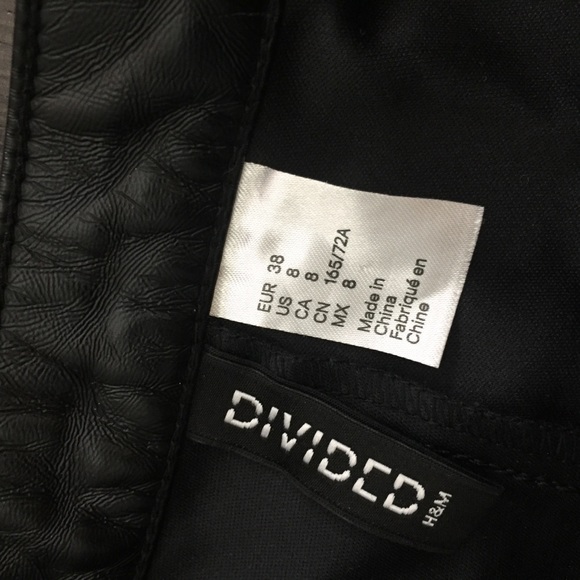 EUR 38
US 8
CA 8
CN 165/72A
MX 8
Made in
China
Fabriqué en
Chine
DIVIDED
H&M